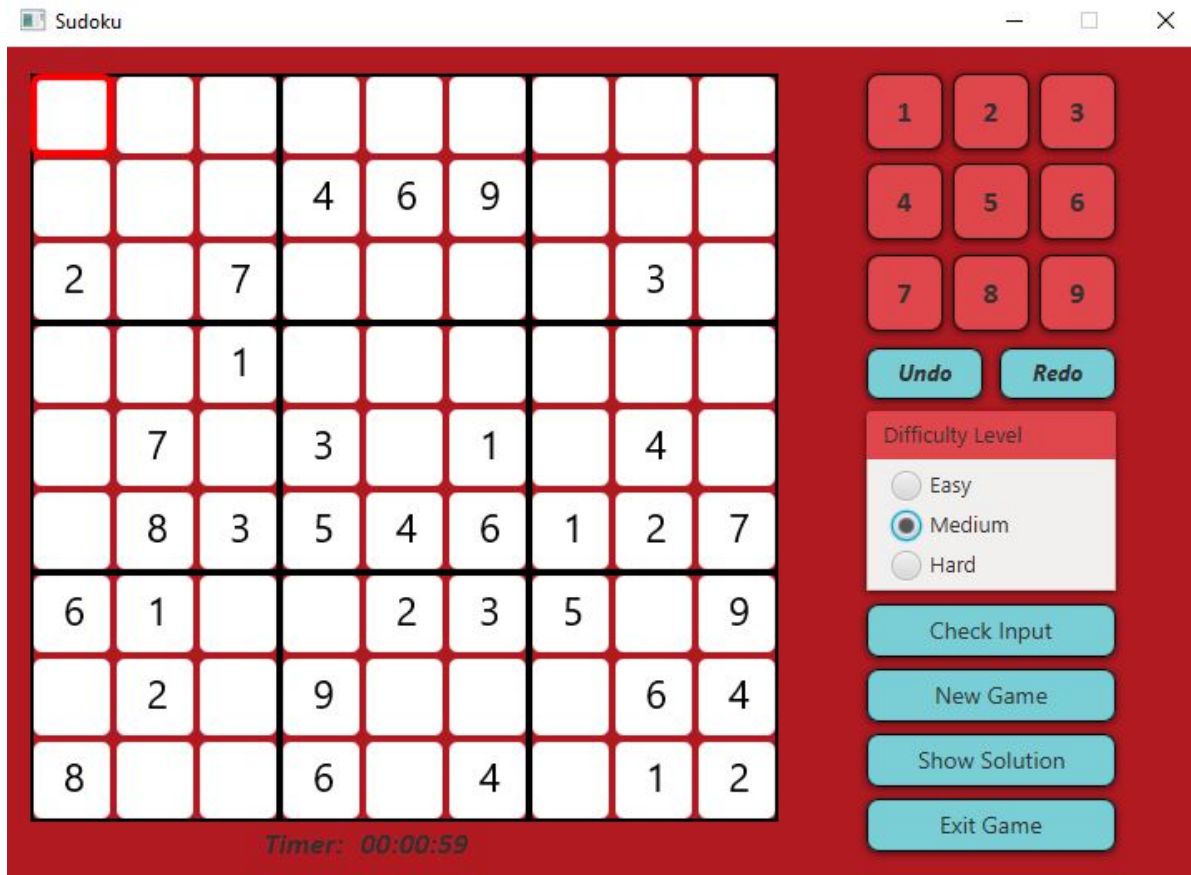 Sudoku
1 2 3
4 6 9
4 5 6
2 7 3
7 8 9
1
Undo Redo
7 3 1 4
Difficulty Level
Easy
8 3 5 4 6 1 2 7
Medium
Hard
6 1 2 3 5 9
Check Input
2 9 6 4
New Game
8 6 4 1 2
Show Solution
Exit Game
Timer: 00:00:59